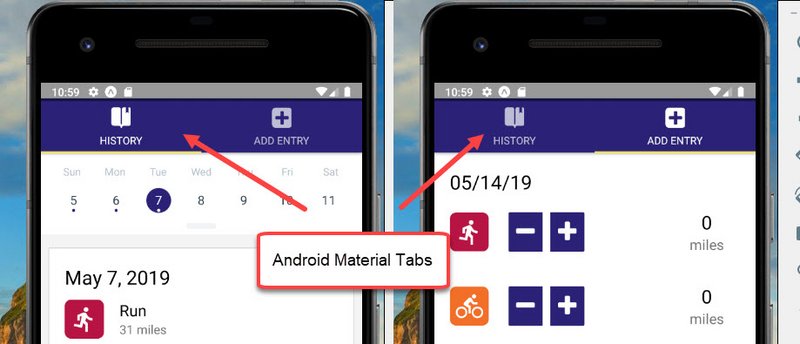 10:59
HISTORY
ADD ENTRY
Sun Mon Tue Wed Thu Fri Sat
5 6 7 8 9 10 11
May 7, 2019
Run
31 miles
Android Material Tabs
10:59
HISTORY
ADD ENTRY
05/14/19
0
miles
0
miles